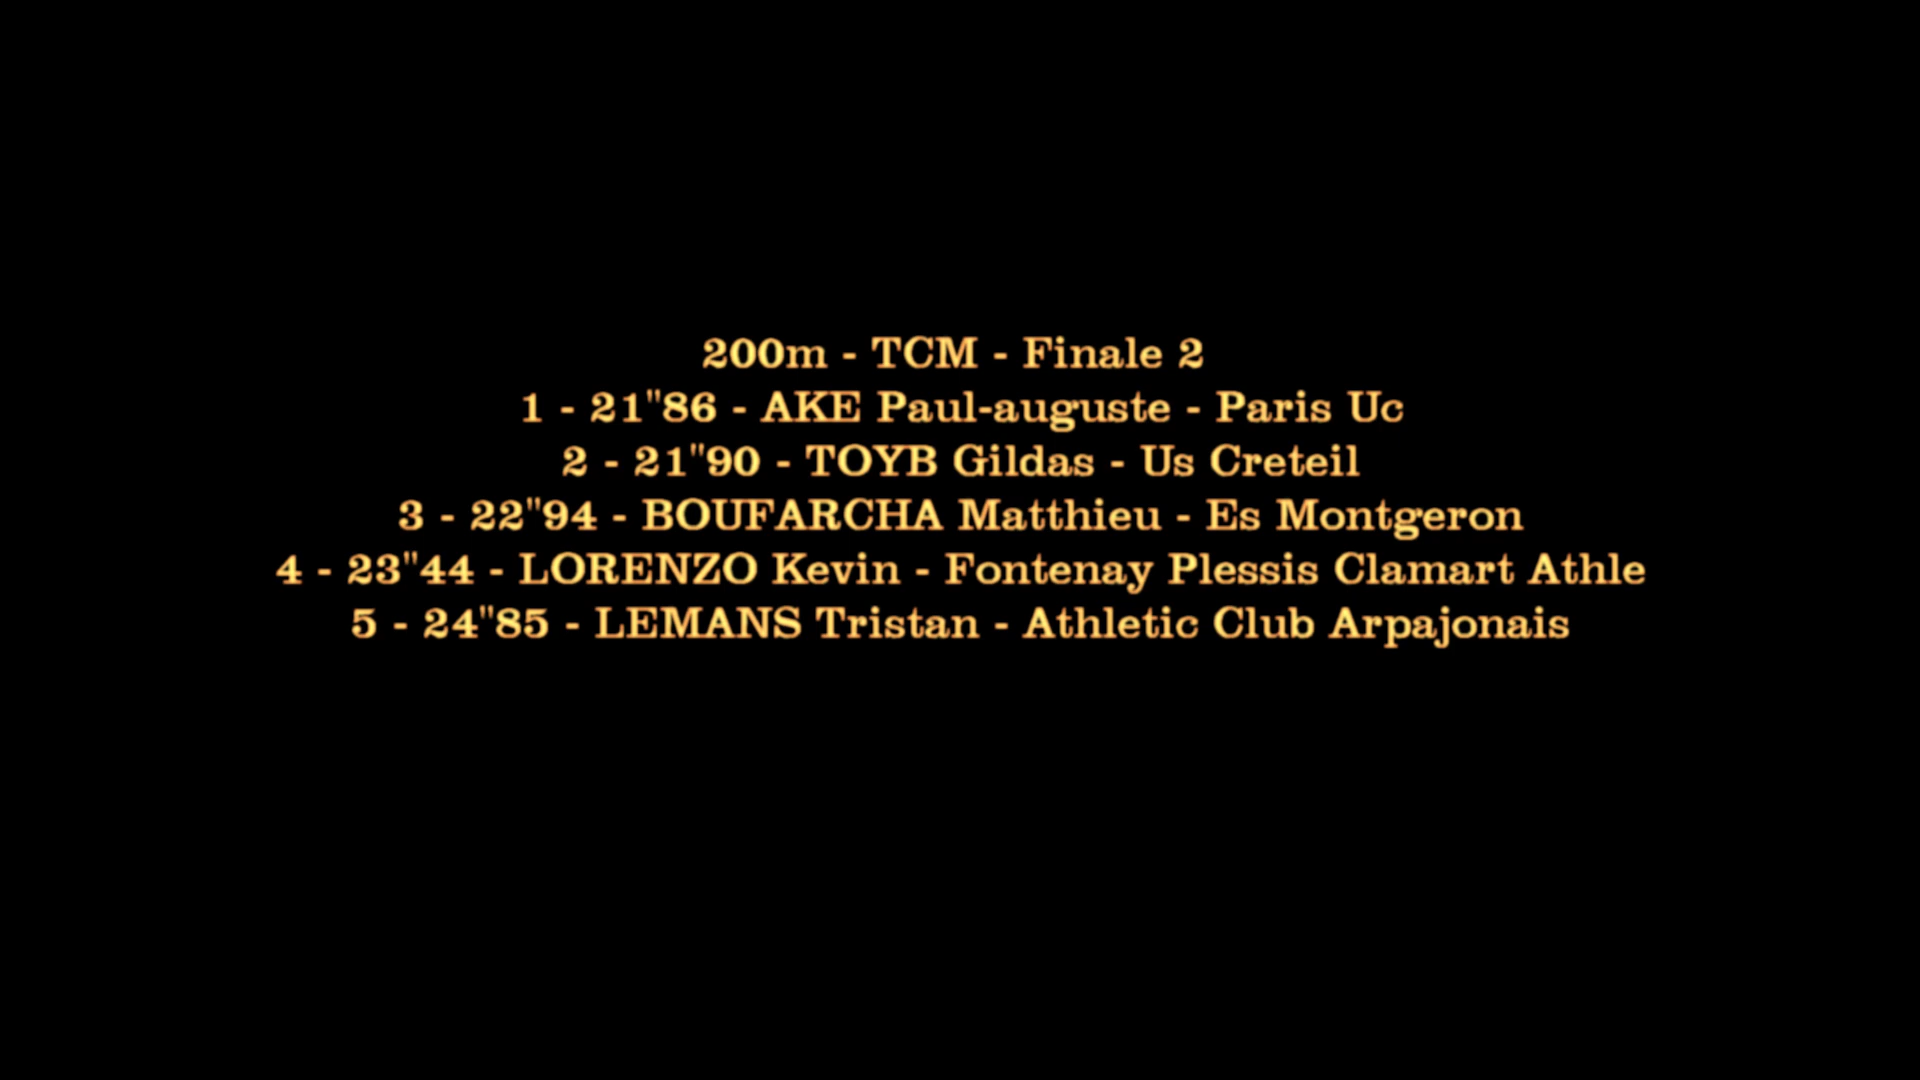 200m - TCM - Finale 2
1 - 21"86 - AKE Paul-auguste - Paris Uc
2 - 21"90 - TOYB Gildas - Us Creteil
3 - 22"94 - BOUFARCHA Matthieu - Es Montgeron
4 - 23"44 - LORENZO Kevin - Fontenay Plessis Clamart Athle
5 - 24"85 - LEMANS Tristan - Athletic Club Arpajonais